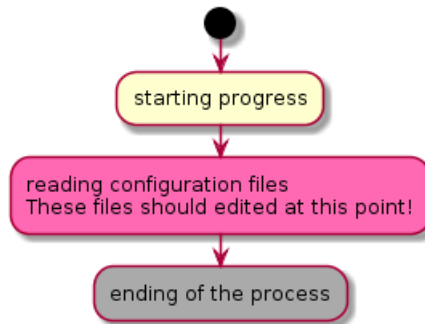 starting progress
reading configuration files
These files should edited at this point!
ending of the process